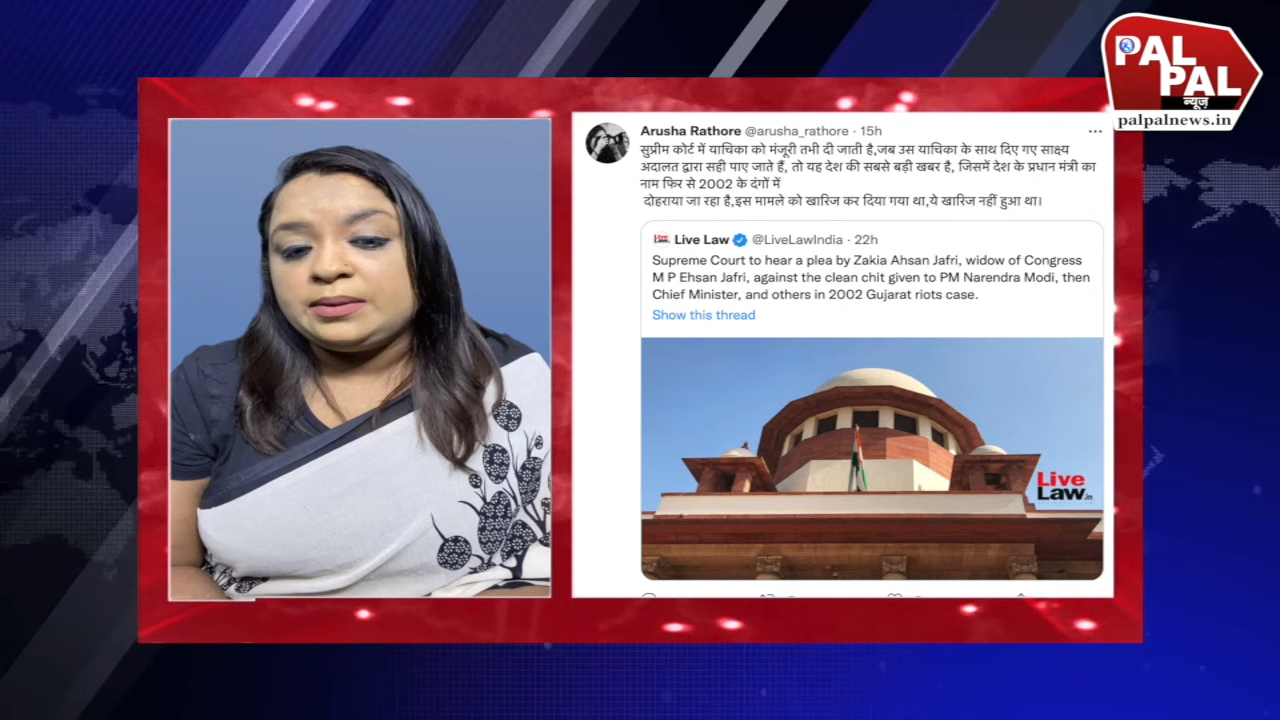 PAL
PAL
न्यूज़
palpalnews.in
Arusha Rathore @arusha_rathore · 15h
सुप्रीम कोर्ट में याचिका को मंजूरी तभी दी जाती है,जब उस याचिका के साथ दिए गए साक्ष्य
अदालत द्वारा सही पाए जाते हैं, तो यह देश की सबसे बड़ी खबर है, जिसमें देश के प्रधान मंत्री का
नाम फिर से 2002 के दंगों में
दोहराया जा रहा है,इस मामले को खारिज कर दिया गया था,ये खारिज नहीं हुआ था।
Live Law @LiveLawIndia · 22h
Supreme Court to hear a plea by Zakia Ahsan Jafri, widow of Congress
M P Ehsan Jafri, against the clean chit given to PM Narendra Modi, then
Chief Minister, and others in 2002 Gujarat riots case.
Show this thread
Live
Law.in